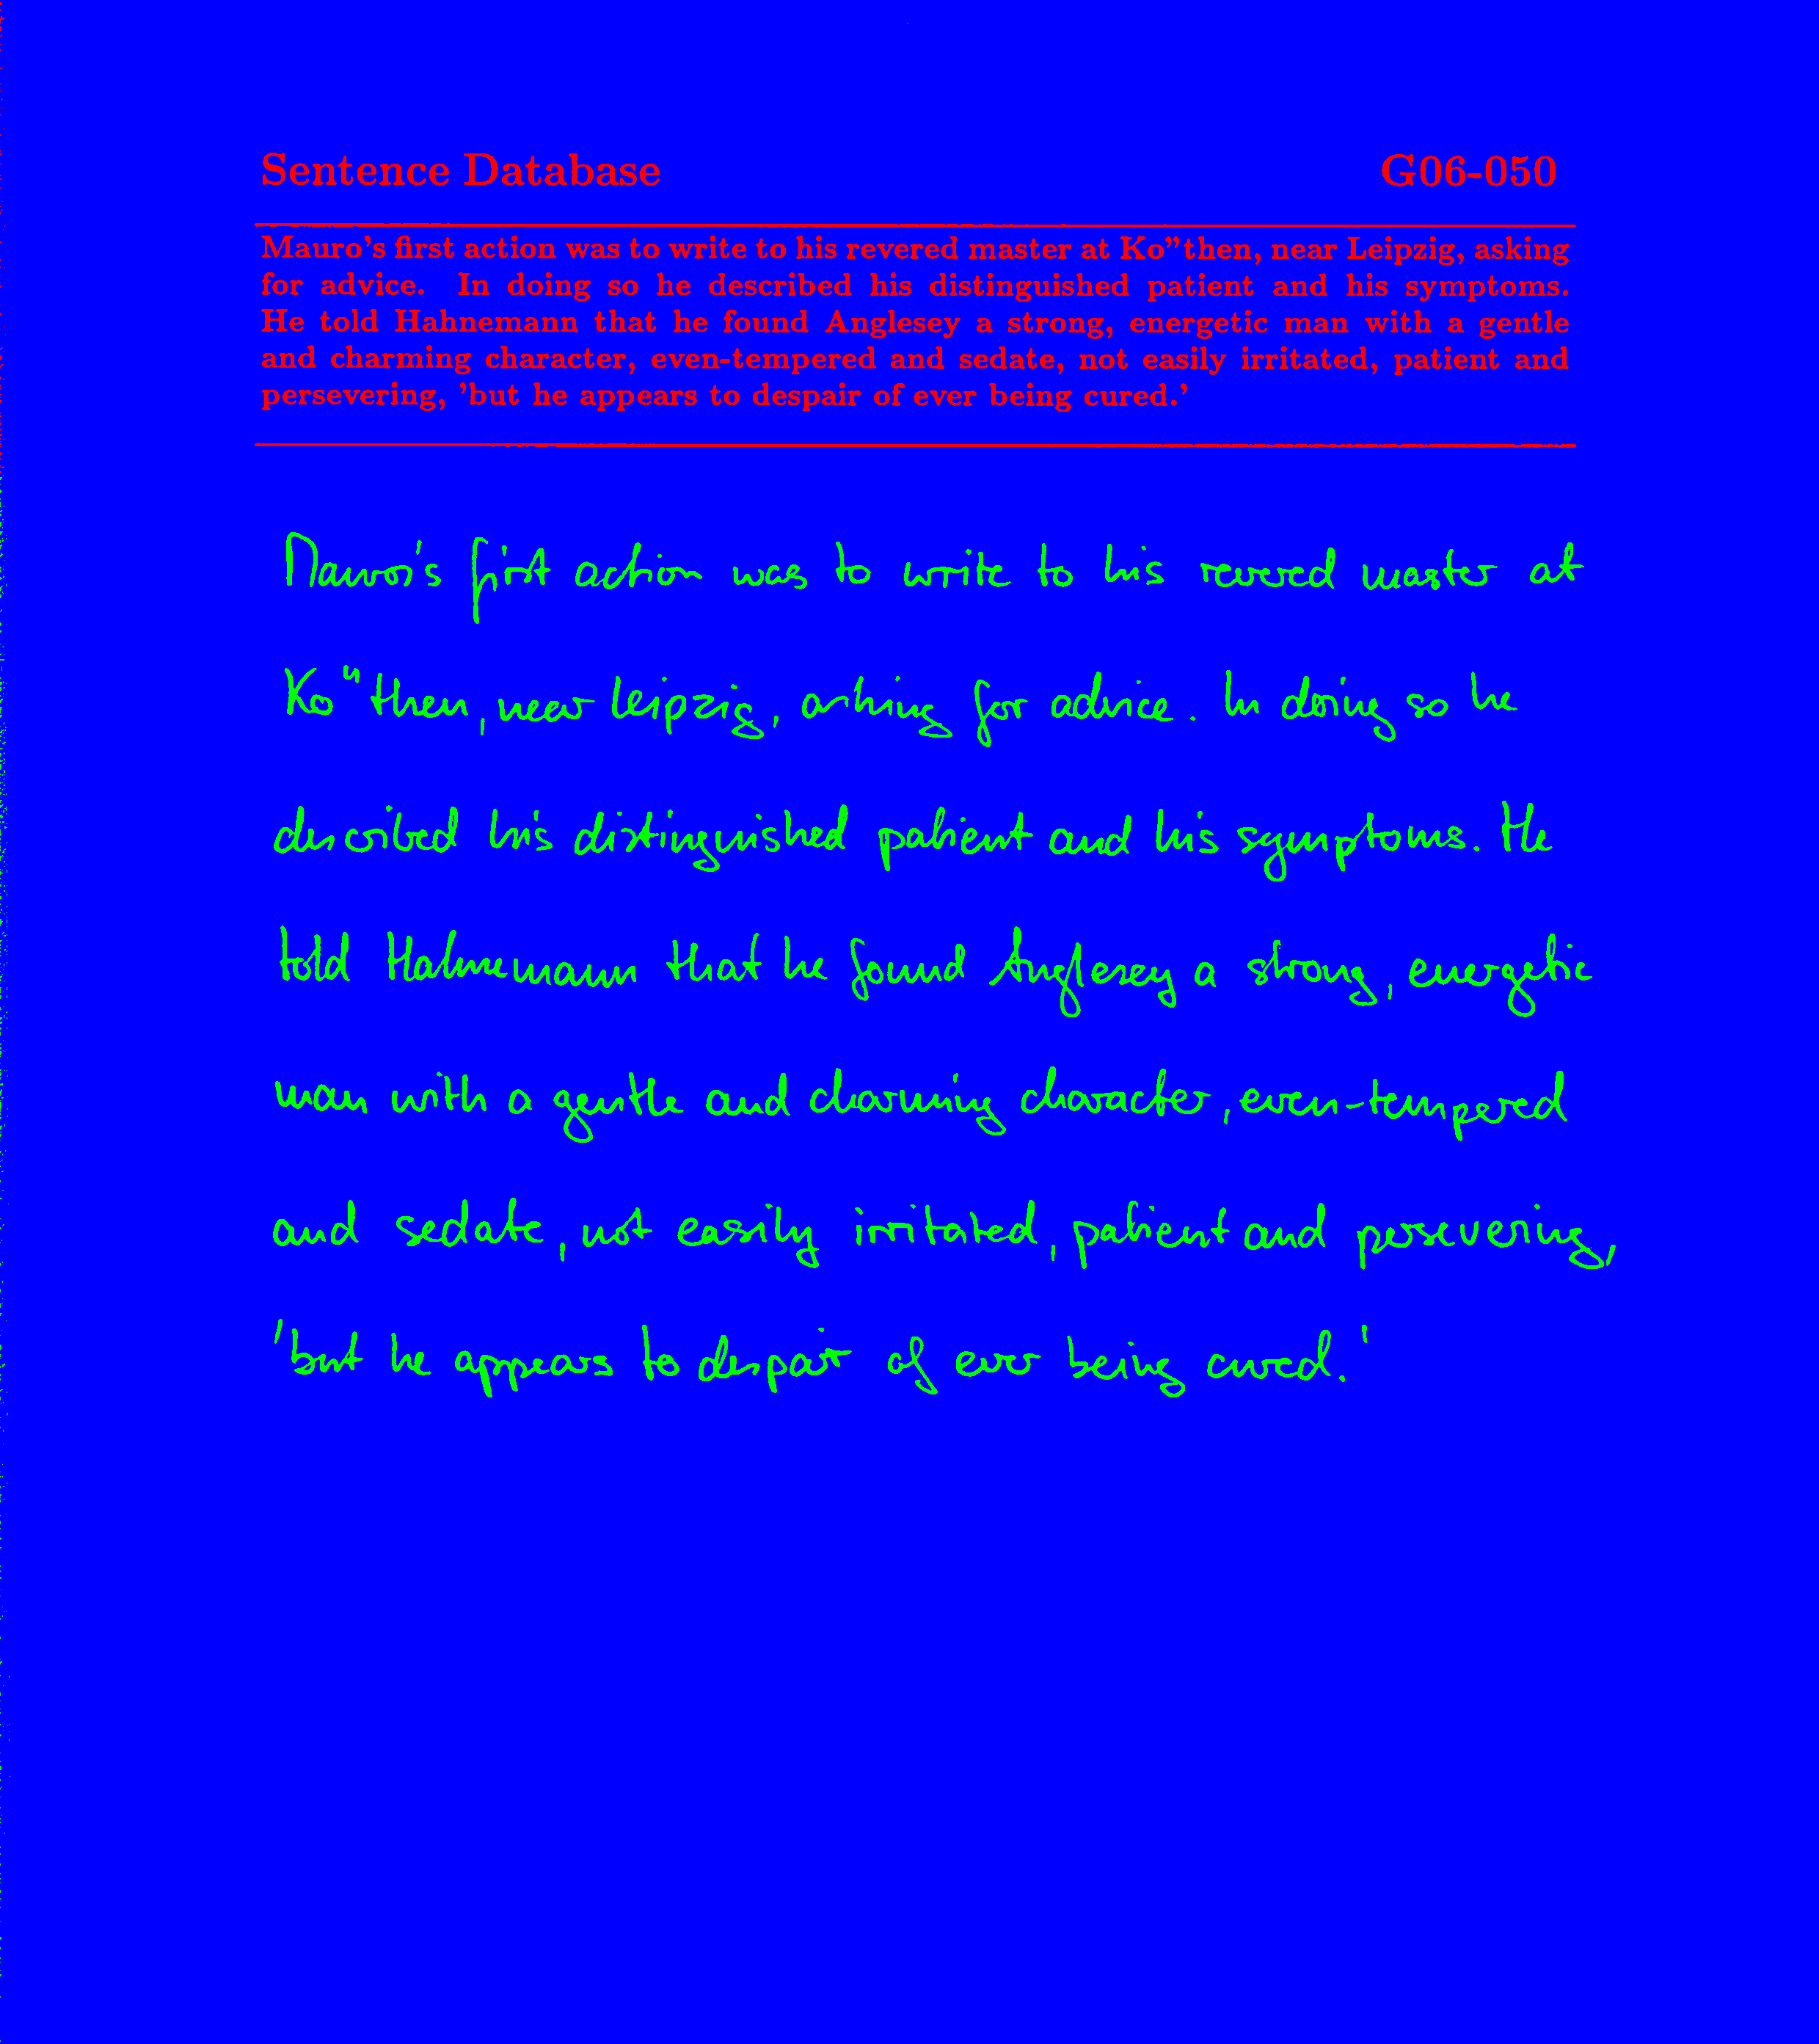 Sentence Database G06-050
Mauro's first action was to write to his revered master at Ko"then, near Leipzig, asking
for advice. In doing so he described his distinguished patient and his symptoms.
He told Hahnemann that he found Anglesey a strong, energetic man with a gentle
and charming character, even-tempered and sedate, not easily irritated, patient and
persevering, 'but he appears to despair of ever being cured.'
Mauro's first action was to write to his revered master at
Ko"then, near Leipzig, asking for advice. In doing so he
described his distinguished patient and his symptoms. He
told Hahnemann that he found Anglesey a strong, energetic
man with a gentle and charming character, even-tempered
and sedate, not easily irritated, patient and persevering,
'but he appears to despair of ever being cured.'